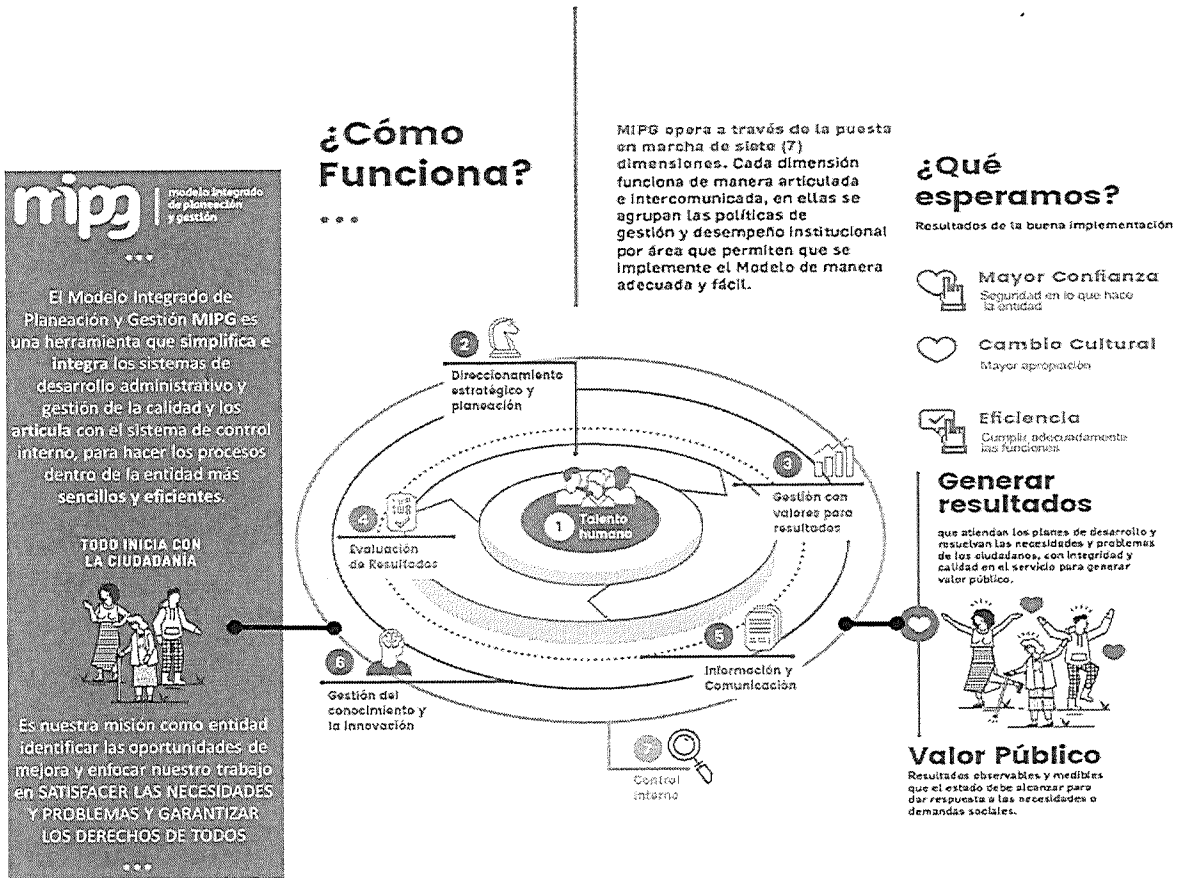 mipg
modelo integrado
de planeación
y gestión
El Modelo Integrado de
Planeación y Gestión MIPG es
una herramienta que simplifica e
integra los sistemas de
desarrollo administrativo y
gestión de la calidad y los
articula con el sistema de control
interno, para hacer los procesos
dentro de la entidad más
sencillos y eficientes.
TODO INICIA CON
LA CIUDADANÍA
Es nuestra misión como entidad
identificar las oportunidades de
mejora y enfocar nuestro trabajo
en SATISFACER LAS NECESIDADES
Y PROBLEMAS Y GARANTIZAR
LOS DERECHOS DE TODOS
¿Cómo
Funciona?
MIPG opera a través de la puesta
en marcha de siete (7)
dimensiones. Cada dimensión
funciona de manera articulada
e intercomunicada, en ellas se
agrupan las políticas de
gestión y desempeño institucional
por área que permiten que se
implemente el Modelo de manera
adecuada y fácil.
2
Direccionamiento
estratégico y
planeación
3
Gestión con
valores para
resultados
1
Talento
humano
4
Evaluación
de Resultados
5
Información y
Comunicación
6
Gestión del
conocimiento y
la innovación
7
Control
Interno
¿Qué
esperamos?
Resultados de la buena implementación
Mayor Confianza
Seguridad en lo que hace
la entidad
Cambio Cultural
Mayor apropiación
Eficiencia
Cumplir adecuadamente
las funciones
Generar
resultados
que atiendan los planes de desarrollo y
resuelvan las necesidades y problemas
de los ciudadanos, con integridad y
calidad en el servicio para generar
valor público.
Valor Público
Resultados observables y medibles
que el estado debe alcanzar para
dar respuesta a las necesidades o
demandas sociales.